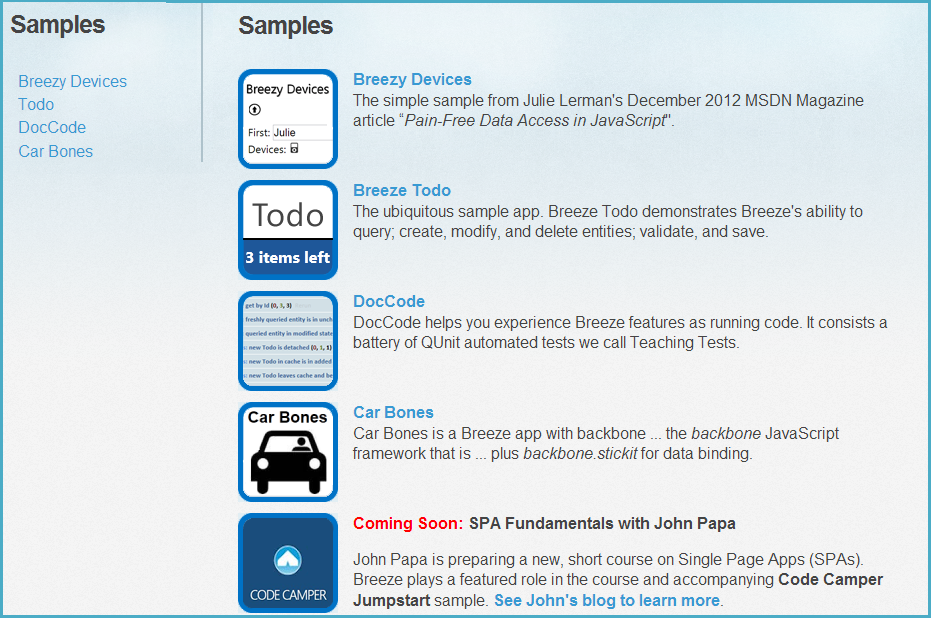 Samples
Breezy Devices
Todo
DocCode
Car Bones
Samples
Breezy Devices
First: Julie
Devices:
Breezy Devices
The simple sample from Julie Lerman's December 2012 MSDN Magazine
article “Pain-Free Data Access in JavaScript".
Todo
3 items left
Breeze Todo
The ubiquitous sample app. Breeze Todo demonstrates Breeze's ability to
query; create, modify, and delete entities; validate, and save.
get by Id (0, 3, 3)
freshly queried entity is in unch
queried entity in modified state
: new Todo is detached (0, 1, 1)
: new Todo in cache is in added
: new Todo leaves cache and be
DocCode
DocCode helps you experience Breeze features as running code. It consists a
battery of QUnit automated tests we call Teaching Tests.
Car Bones
Car Bones
Car Bones is a Breeze app with backbone ... the backbone JavaScript
framework that is ... plus backbone.stickit for data binding.
CODE CAMPER
Coming Soon: SPA Fundamentals with John Papa
John Papa is preparing a new, short course on Single Page Apps (SPAs).
Breeze plays a featured role in the course and accompanying Code Camper
Jumpstart sample. See John's blog to learn more.